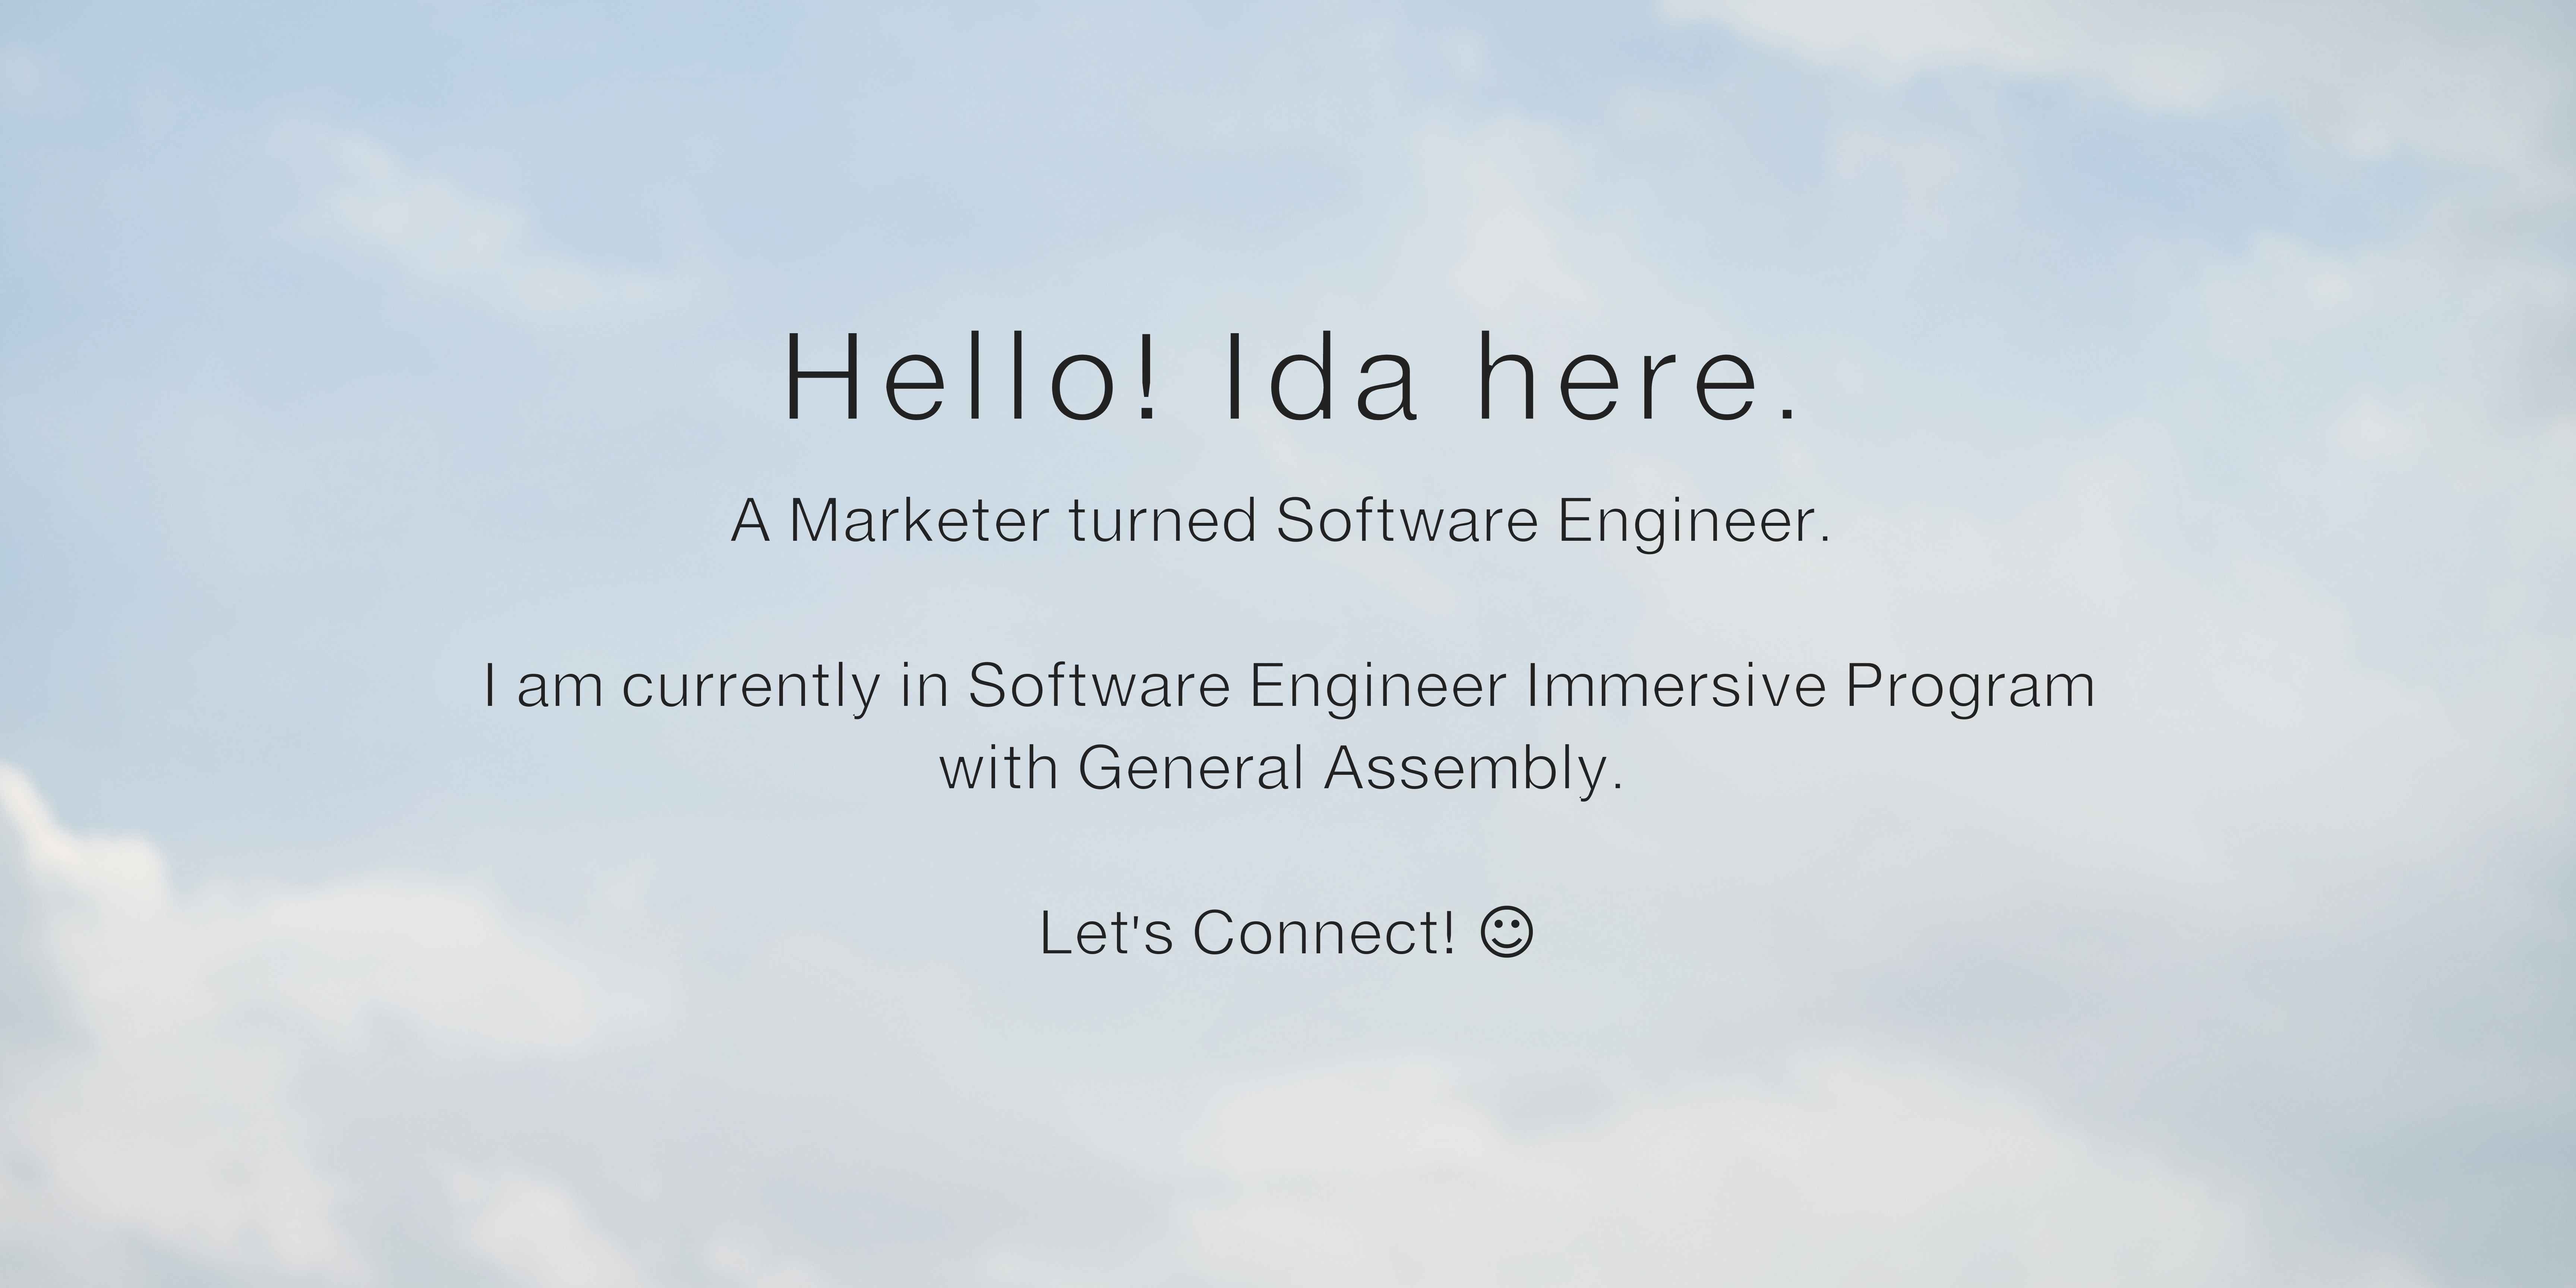 Hello! Ida here.
A Marketer turned Software Engineer.
I am currently in Software Engineer Immersive Program
with General Assembly.
Let's Connect! ☺